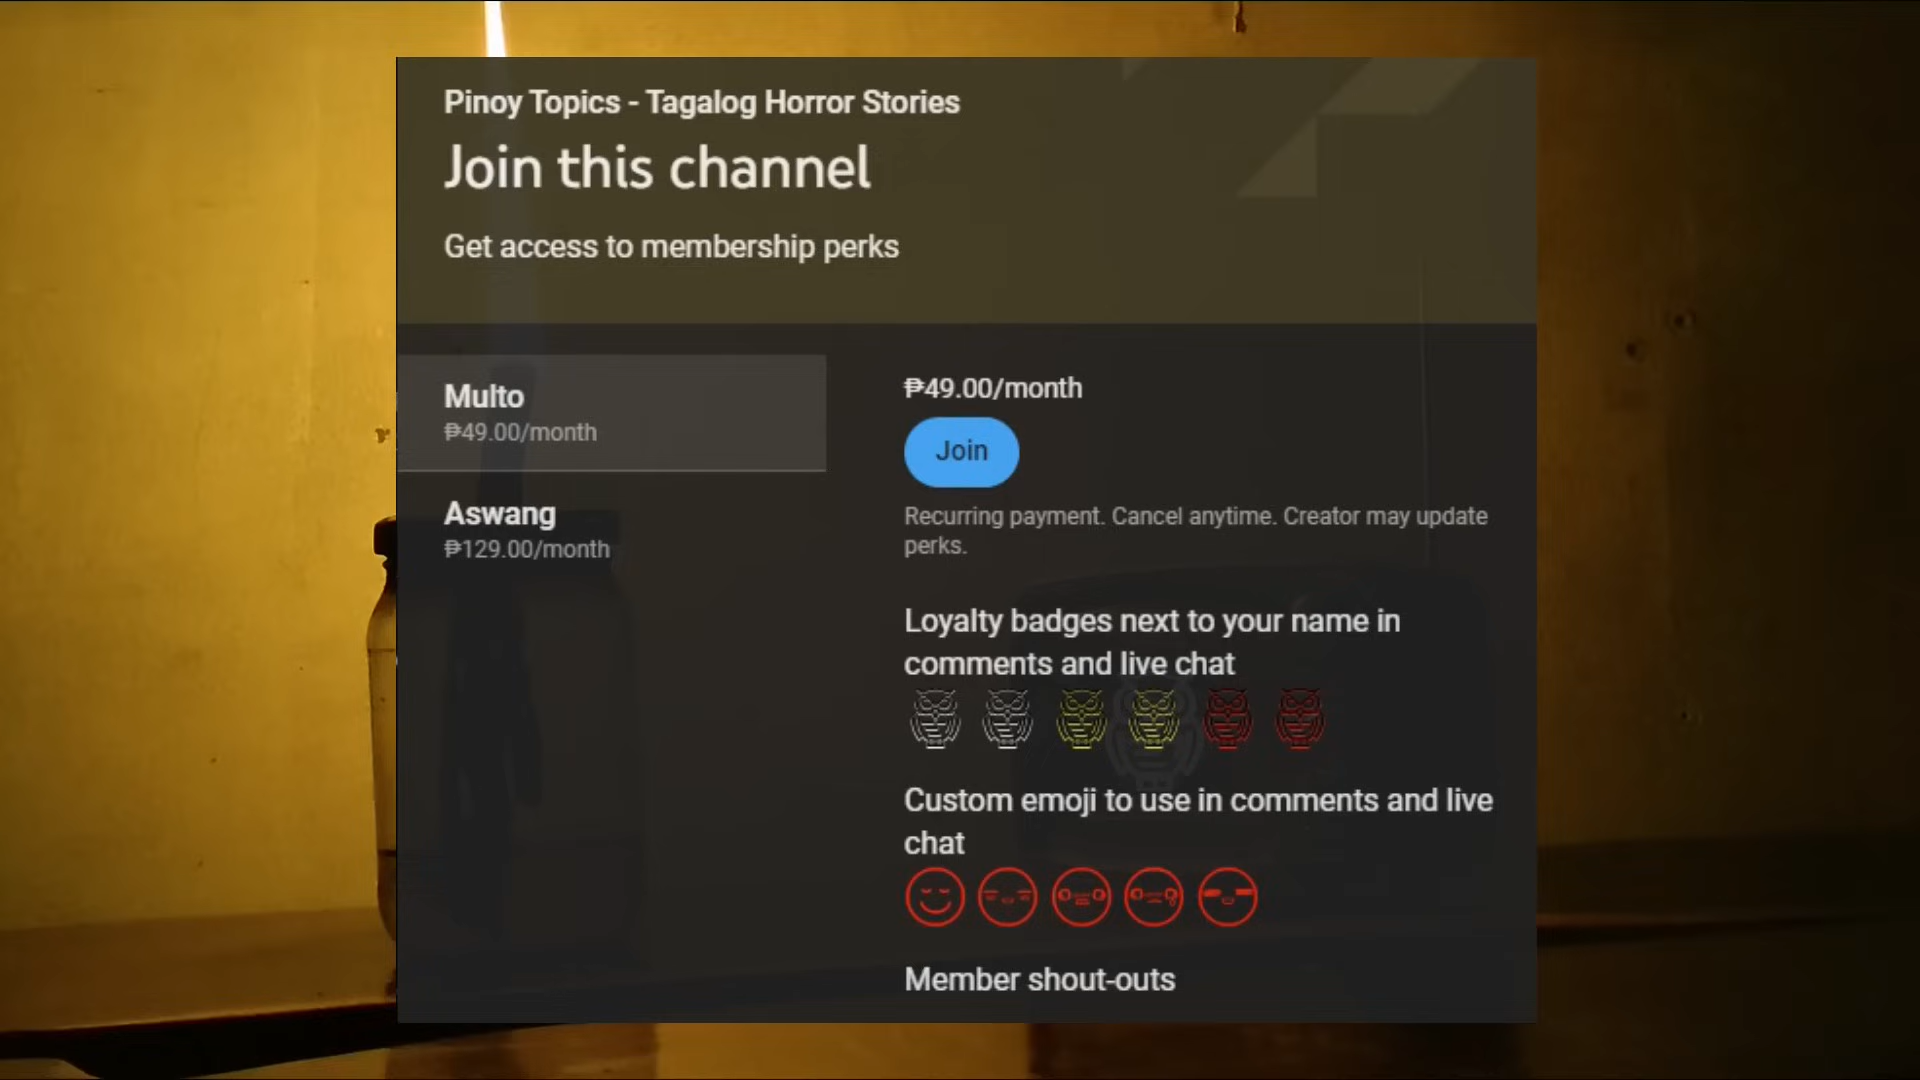 Pinoy Topics - Tagalog Horror Stories
Join this channel
Get access to membership perks
Multo
₱49.00/month
Aswang
₱129.00/month
₱49.00/month
Join
Recurring payment. Cancel anytime. Creator may update
perks.
Loyalty badges next to your name in
comments and live chat
Custom emoji to use in comments and live
chat
Member shout-outs